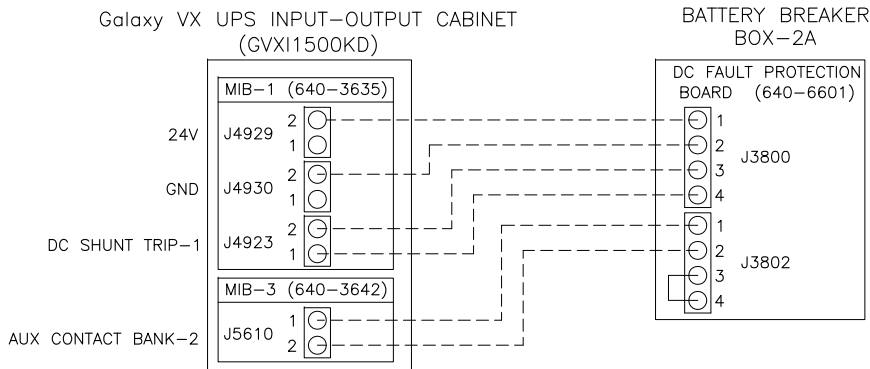 Galaxy VX UPS INPUT-OUTPUT CABINET
(GVXI1500KD)
BATTERY BREAKER
BOX-2A
MIB-1 (640-3635)
24V
J4929
2
1
GND
J4930
2
1
DC SHUNT TRIP-1
J4923
2
1
MIB-3 (640-3642)
AUX CONTACT BANK-2
J5610
1
2
DC FAULT PROTECTION
BOARD (640-6601)
1
2
3
4
J3800
1
2
3
4
J3802